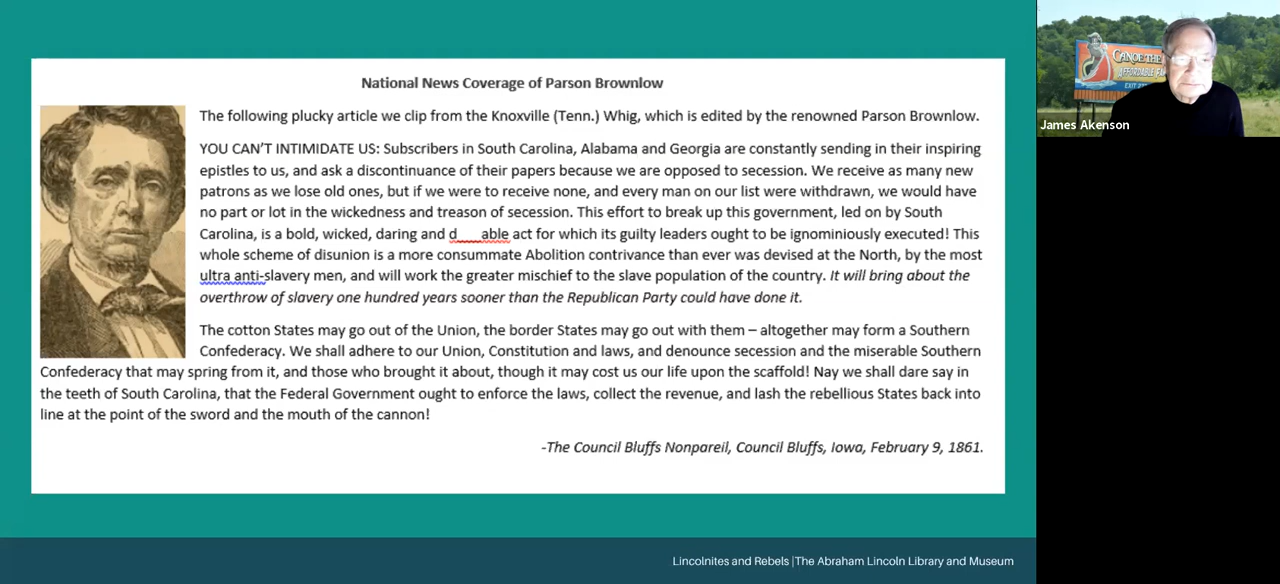 National News Coverage of Parson Brownlow
The following plucky article we clip from the Knoxville (Tenn.) Whig, which is edited by the renowned Parson Brownlow.
YOU CAN'T INTIMIDATE US: Subscribers in South Carolina, Alabama and Georgia are constantly sending in their inspiring
epistles to us, and ask a discontinuance of their papers because we are opposed to secession. We receive as many new
patrons as we lose old ones, but if we were to receive none, and every man on our list were withdrawn, we would have
no part or lot in the wickedness and treason of secession. This effort to break up this government, led on by South
Carolina, is a bold, wicked, daring and d___able act for which its guilty leaders ought to be ignominiously executed! This
whole scheme of disunion is a more consummate Abolition contrivance than ever was devised at the North, by the most
ultra anti-slavery men, and will work the greater mischief to the slave population of the country. It will bring about the
overthrow of slavery one hundred years sooner than the Republican Party could have done it.
The cotton States may go out of the Union, the border States may go out with them – altogether may form a Southern
Confederacy. We shall adhere to our Union, Constitution and laws, and denounce secession and the miserable Southern
Confederacy that may spring from it, and those who brought it about, though it may cost us our life upon the scaffold! Nay we shall dare say in
the teeth of South Carolina, that the Federal Government ought to enforce the laws, collect the revenue, and lash the rebellious States back into
line at the point of the sword and the mouth of the cannon!
-The Council Bluffs Nonpareil, Council Bluffs, Iowa, February 9, 1861.
Lincolnites and Rebels |The Abraham Lincoln Library and Museum
CANOE THE
AFFORDABLE
EXIT
James Akenson